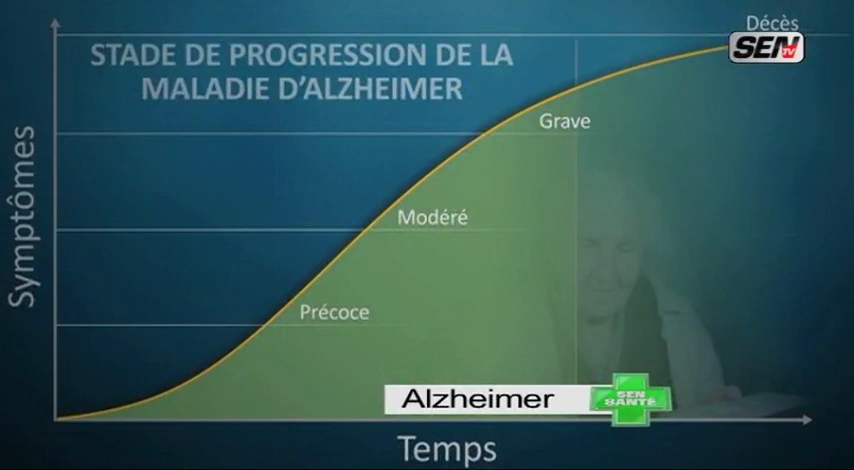 Décès
SEN TV
STADE DE PROGRESSION DE LA
MALADIE D'ALZHEIMER
Grave
Symptômes
Modéré
Précoce
Alzheimer
SEN
SANTÉ
Temps